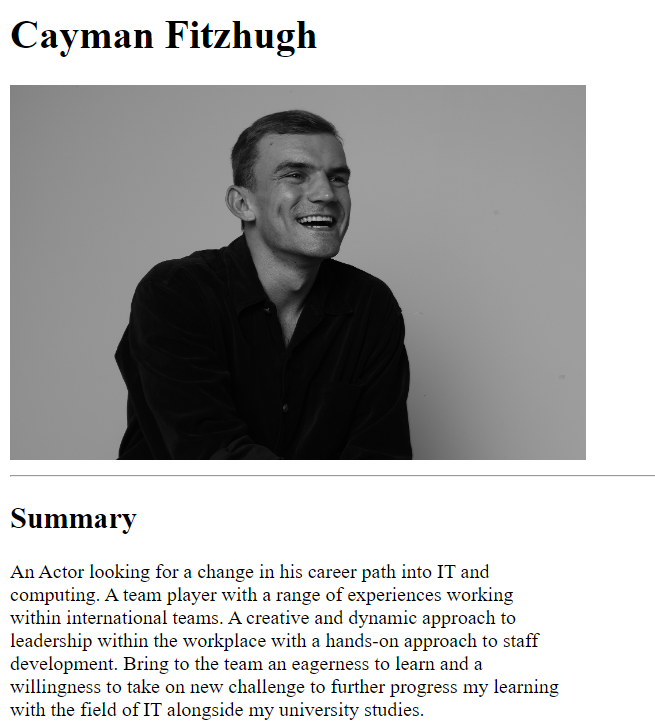 Cayman Fitzhugh
Summary
An Actor looking for a change in his career path into IT and
computing. A team player with a range of experiences working
within international teams. A creative and dynamic approach to
leadership within the workplace with a hands-on approach to staff
development. Bring to the team an eagerness to learn and a
willingness to take on new challenge to further progress my learning
with the field of IT alongside my university studies.